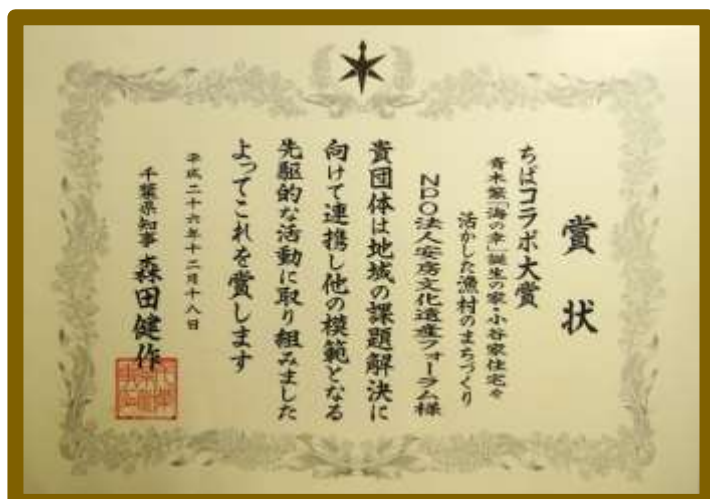 賞状
ちばコラボ大賞
青木繁「海の幸」誕生の家・小谷家住宅を
活かした漁村のまちづくり
NPO法人安房文化遺産フォーラム様
貴団体は地域の課題解決に
向けて連携し他の模範となる
先駆的な活動に取り組みました
よってこれを賞します
平成二十六年十二月十八日
千葉県知事 森田健作